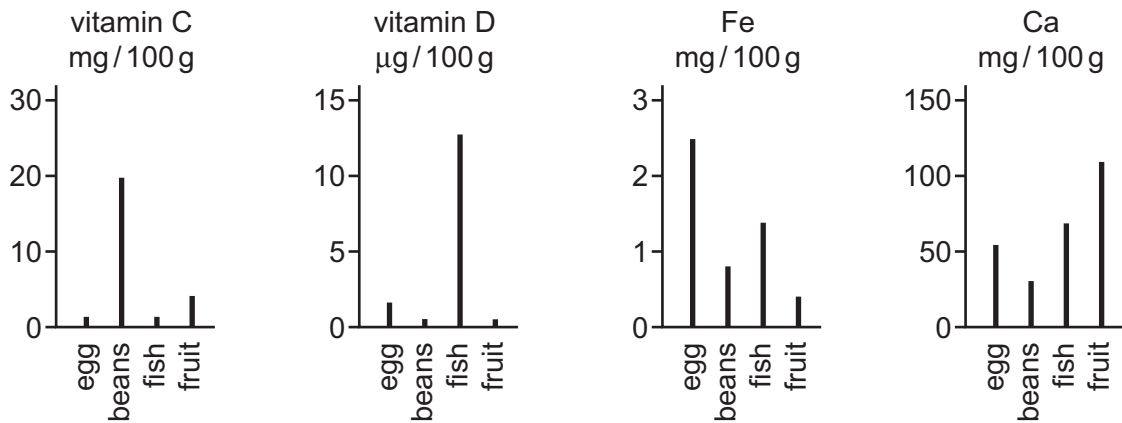 vitamin C
mg / 100 g
30
20
10
0
egg
beans
fish
fruit
vitamin D
μg / 100 g
15
10
5
0
egg
beans
fish
fruit
Fe
mg / 100 g
3
2
1
0
egg
beans
fish
fruit
Ca
mg / 100 g
150
100
50
0
egg
beans
fish
fruit